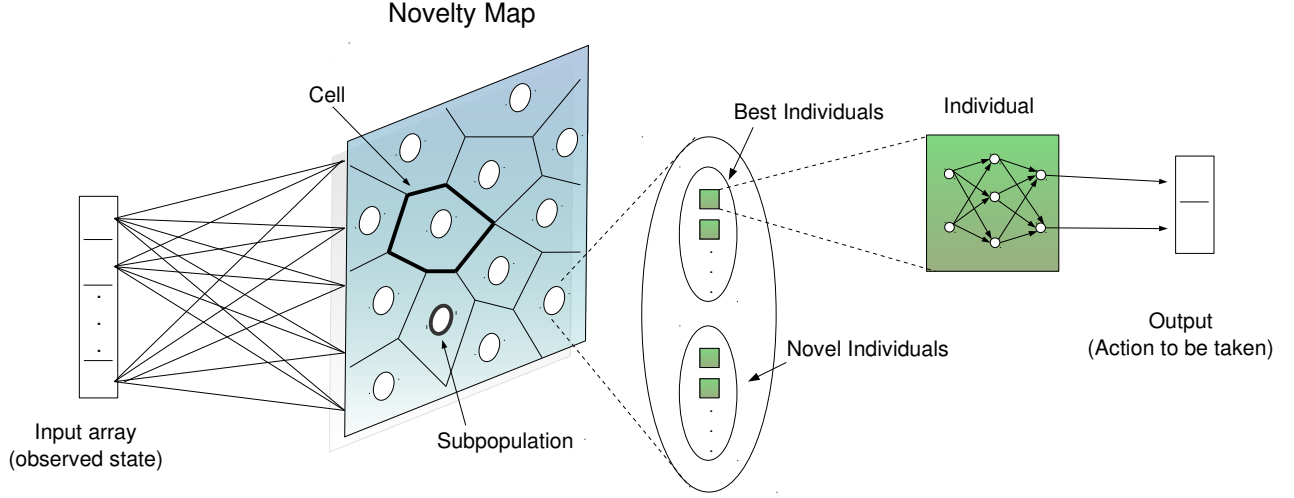 Novelty Map
Cell
Best Individuals
Individual
Novel Individuals
Output
(Action to be taken)
Input array
(observed state)
Subpopulation